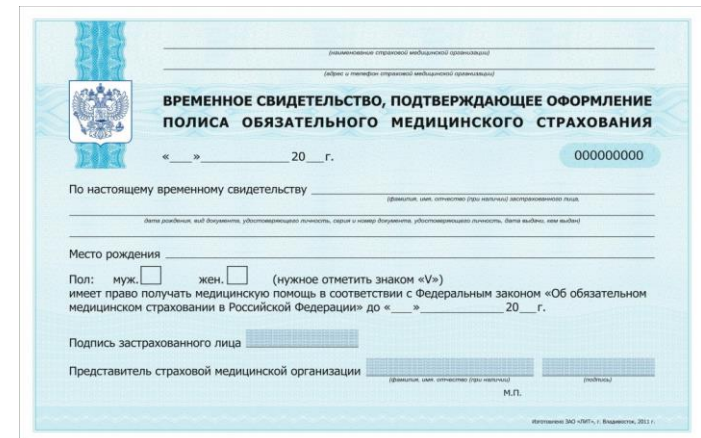 (наименование страховой медицинской организации)
(адрес и телефон страховой медицинской организации)
ВРЕМЕННОЕ СВИДЕТЕЛЬСТВО, ПОДТВЕРЖДАЮЩЕЕ ОФОРМЛЕНИЕ
ПОЛИСА ОБЯЗАТЕЛЬНОГО МЕДИЦИНСКОГО СТРАХОВАНИЯ
«___»______________20___г.
000000000
По настоящему временному свидетельству
(фамилия, имя, отчество (при наличии) застрахованного лица,
дата рождения, вид документа, удостоверяющего личность, серия и номер документа, удостоверяющего личность, дата выдачи, кем выдан)
Место рождения
Пол: муж. жен. (нужное отметить знаком «V»)
имеет право получать медицинскую помощь в соответствии с Федеральным законом «Об обязательном
медицинском страховании в Российской Федерации» до «___»______________20___г.
Подпись застрахованного лица
Представитель страховой медицинской организации
(фамилия, имя, отчество (при наличии)) (подпись)
М.П.
Изготовлено ЗАО «ЛИТ», г. Владивосток, 2011 г.